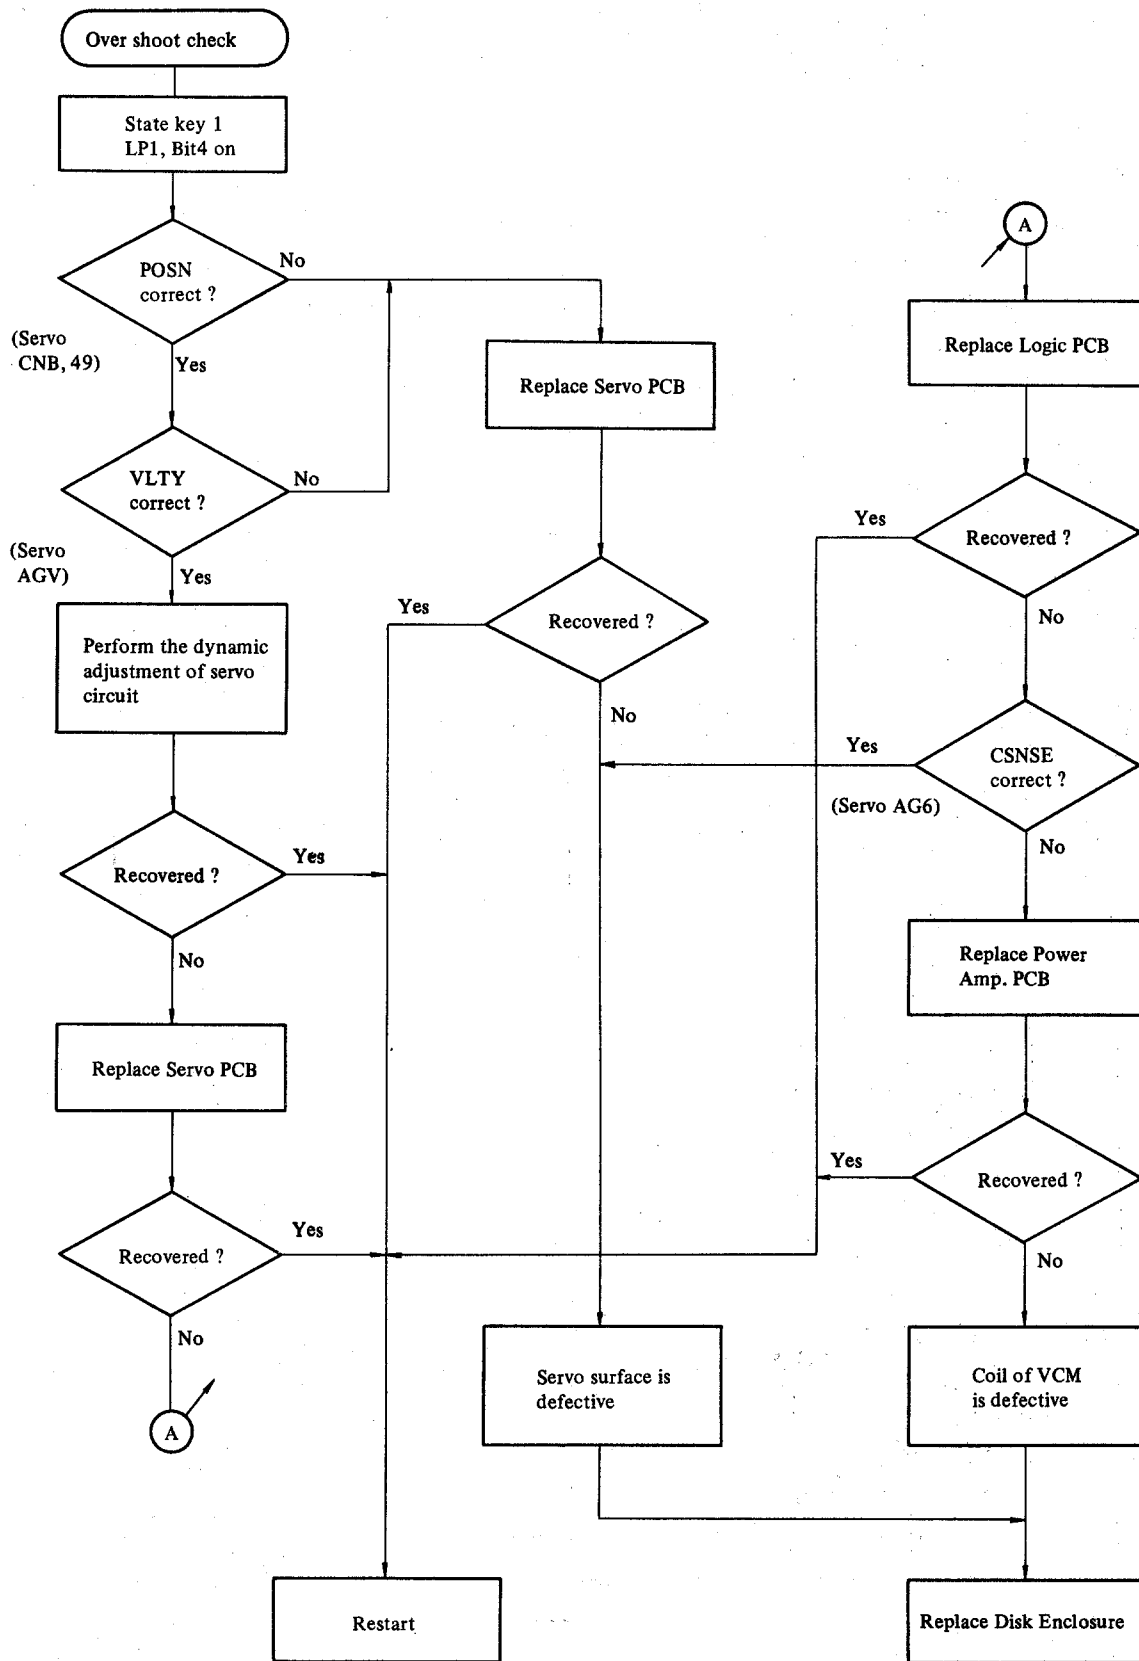 Over shoot check
State key 1
LP1, Bit4 on
POSN
correct ?
No
(Servo
CNB, 49)
Yes
VLTY
correct ?
No
(Servo
AGV)
Yes
Perform the dynamic
adjustment of servo
circuit
Recovered ?
Yes
No
Replace Servo PCB
Recovered ?
Yes
No
A
Replace Servo PCB
Yes
Recovered ?
No
Servo surface is
defective
Restart
A
Replace Logic PCB
Yes
Recovered ?
No
Yes
CSNSE
correct ?
(Servo AG6)
No
Replace Power
Amp. PCB
Yes
Recovered ?
No
Coil of VCM
is defective
Replace Disk Enclosure